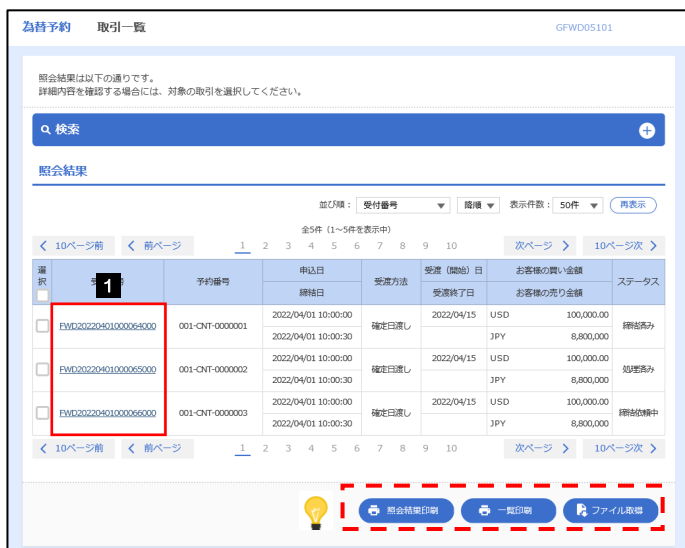 為替予約 取引一覧 GFWD05101
照会結果は以下の通りです。
詳細内容を確認する場合には、対象の取引を選択してください。
検索
照会結果
並び順： 受付番号 降順 表示件数： 50件 再表示
全5件（1～5件を表示中）
10ページ前 前ページ 1 2 3 4 5 6 7 8 9 10 次ページ 10ページ次
選択 1 予約番号 申込日 受渡方法 受渡（開始）日 お客様の買い金額 ステータス
締結日 受渡終了日 お客様の売り金額
FWD20220401000064000 001-CNT-0000001 2022/04/01 10:00:00 確定日渡し 2022/04/15 USD 100,000.00 締結済み
2022/04/01 10:00:30 JPY 8,800,000
FWD20220401000065000 001-CNT-0000002 2022/04/01 10:00:00 確定日渡し 2022/04/15 USD 100,000.00 処理済み
2022/04/01 10:00:30 JPY 8,800,000
FWD20220401000066000 001-CNT-0000003 2022/04/01 10:00:00 確定日渡し 2022/04/15 USD 100,000.00 締結依頼中
2022/04/01 10:00:30 JPY 8,800,000
10ページ前 前ページ 1 2 3 4 5 6 7 8 9 10 次ページ 10ページ次
照会結果印刷 一覧印刷 ファイル取得